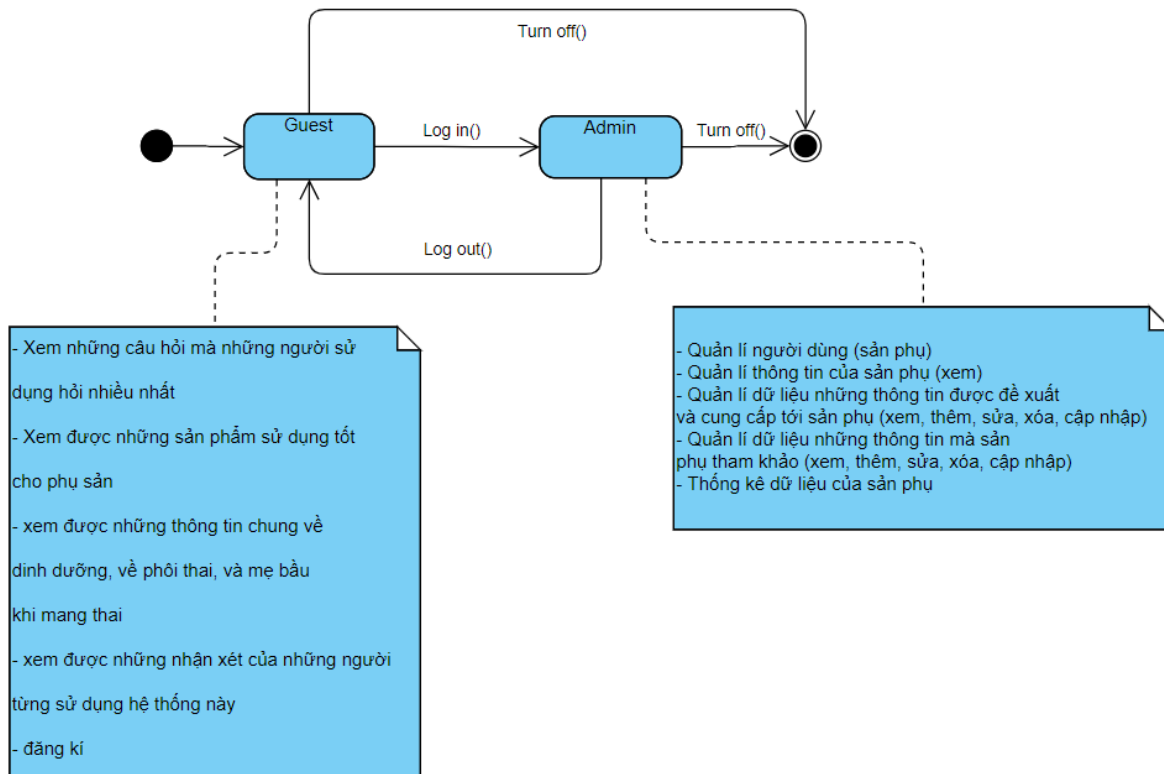 Turn off()
Guest
Log in()
Admin
Turn off()
Log out()
- Xem những câu hỏi mà những người sử
dụng hỏi nhiều nhất
- Xem được những sản phẩm sử dụng tốt
cho phụ sản
- xem được những thông tin chung về
dinh dưỡng, về phôi thai, và mẹ bầu
khi mang thai
- xem được những nhận xét của những người
từng sử dụng hệ thống này
- đăng kí
- Quản lí người dùng (sản phụ)
- Quản lí thông tin của sản phụ (xem)
- Quản lí dữ liệu những thông tin được đề xuất
và cung cấp tới sản phụ (xem, thêm, sửa, xóa, cập nhập)
- Quản lí dữ liệu những thông tin mà sản
phụ tham khảo (xem, thêm, sửa, xóa, cập nhập)
- Thống kê dữ liệu của sản phụ